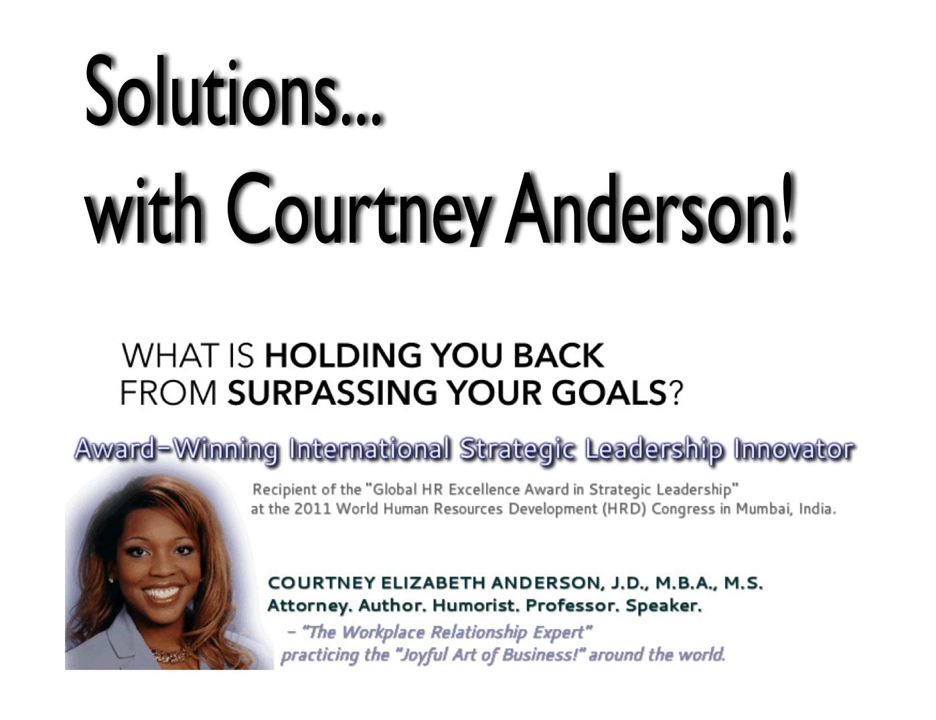 Solutions...
with Courtney Anderson!
WHAT IS HOLDING YOU BACK
FROM SURPASSING YOUR GOALS?
Award-Winning International Strategic Leadership Innovator
Recipient of the "Global HR Excellence Award in Strategic Leadership"
at the 2011 World Human Resources Development (HRD) Congress in Mumbai, India.
COURTNEY ELIZABETH ANDERSON, J.D., M.B.A., M.S.
Attorney. Author. Humorist. Professor. Speaker.
- "The Workplace Relationship Expert"
practicing the "Joyful Art of Business!" around the world.